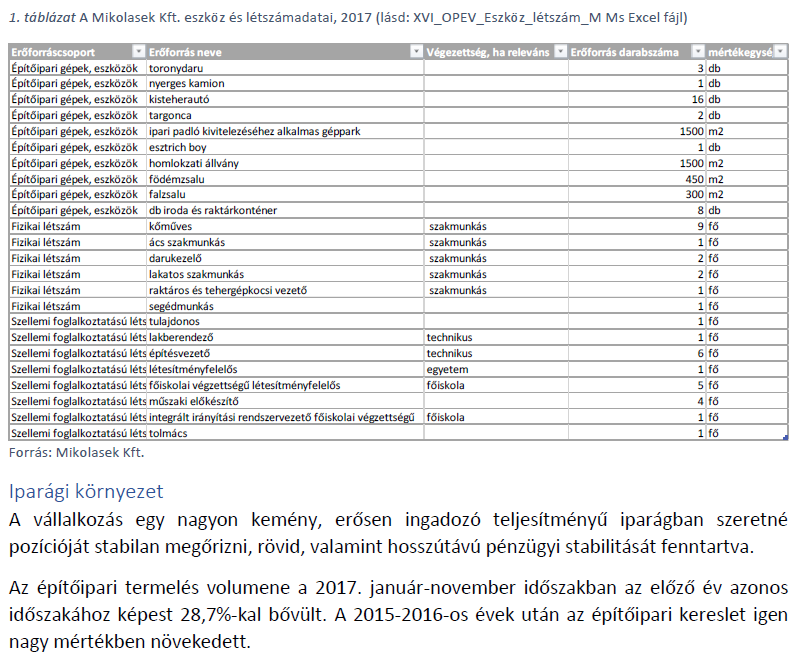 1. táblázat A Mikolasek Kft. eszköz és létszámadatai, 2017 (lásd: XVI_OPEV_Eszköz_létszám_M Ms Excel fájl)
Erőforráscsoport Erőforrás neve Végezettség, ha releváns Erőforrás darabszáma mértékegysé
Építőipari gépek, eszközök toronydaru 3 db
Építőipari gépek, eszközök nyerges kamion 1 db
Építőipari gépek, eszközök kisteherautó 16 db
Építőipari gépek, eszközök targonca 2 db
Építőipari gépek, eszközök ipari padló kivitelezéséhez alkalmas géppark 1500 m2
Építőipari gépek, eszközök esztrich boy 1 db
Építőipari gépek, eszközök homlokzati állvány 1500 m2
Építőipari gépek, eszközök födémzsalu 450 m2
Építőipari gépek, eszközök falzsalu 300 m2
Építőipari gépek, eszközök db iroda és raktárkonténer 8 db
Fizikai létszám kőműves szakmunkás 9 fő
Fizikai létszám ács szakmunkás szakmunkás 1 fő
Fizikai létszám darukezelő szakmunkás 2 fő
Fizikai létszám lakatos szakmunkás szakmunkás 2 fő
Fizikai létszám raktáros és tehergépkocsi vezető szakmunkás 1 fő
Fizikai létszám segédmunkás 1 fő
Szellemi foglalkoztatású léts tulajdonos 1 fő
Szellemi foglalkoztatású léts lakberendező technikus 1 fő
Szellemi foglalkoztatású léts építésvezető technikus 6 fő
Szellemi foglalkoztatású léts létesítményfelelős egyetem 1 fő
Szellemi foglalkoztatású léts főiskolai végzettségű létesítményfelelős főiskola 5 fő
Szellemi foglalkoztatású léts műszaki előkészítő 4 fő
Szellemi foglalkoztatású léts integrált irányítási rendszervezető főiskolai végzettségű főiskola 1 fő
Szellemi foglalkoztatású léts tolmács 1 fő
Forrás: Mikolasek Kft.
Iparági környezet
A vállalkozás egy nagyon kemény, erősen ingadozó teljesítményű iparágban szeretné
pozícióját stabilan megőrizni, rövid, valamint hosszútávú pénzügyi stabilitását fenntartva.
Az építőipari termelés volumene a 2017. január-november időszakban az előző év azonos
időszakához képest 28,7%-kal bővült. A 2015-2016-os évek után az építőipari kereslet igen
nagy mértékben növekedett.